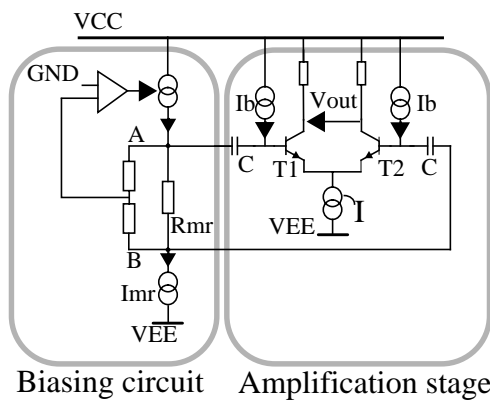 VCC
GND
Ib
Vout
Ib
A
C
T1
T2
C
Rmr
VEE
I
B
Imr
VEE
Biasing circuit
Amplification stage